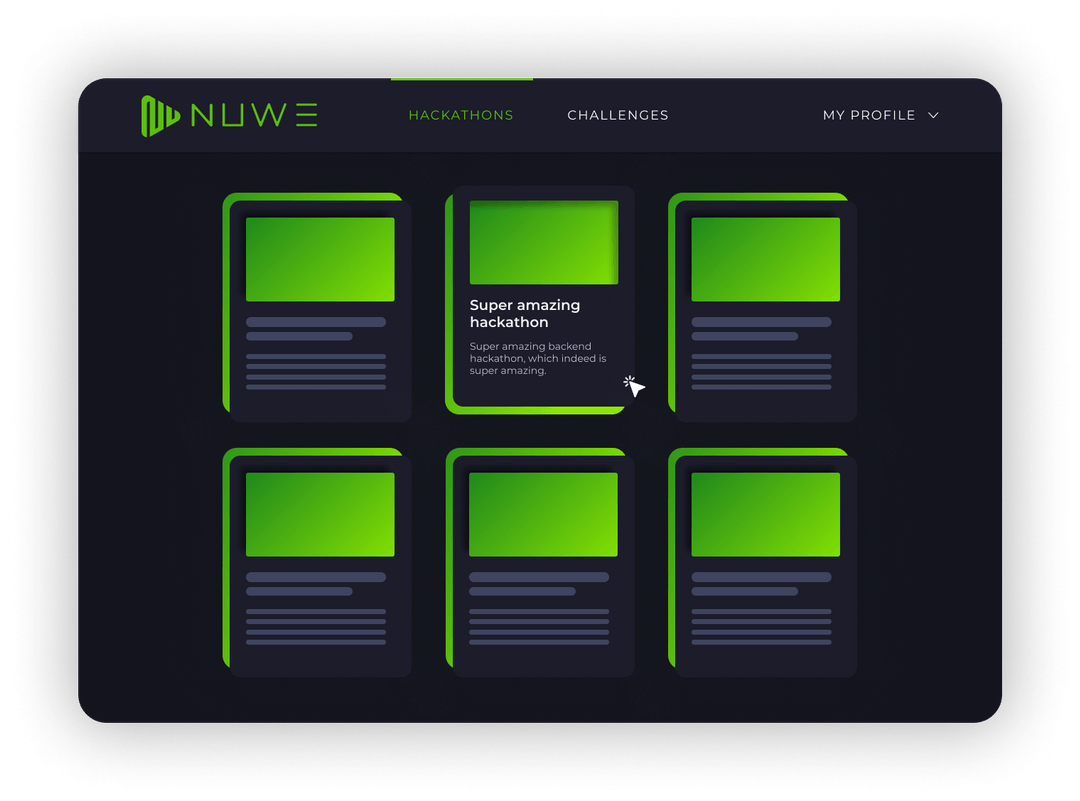 NUWE
HACKATHONS
CHALLENGES
MY PROFILE
Super amazing
hackathon
Super amazing backend
hackathon, which indeed is
super amazing.